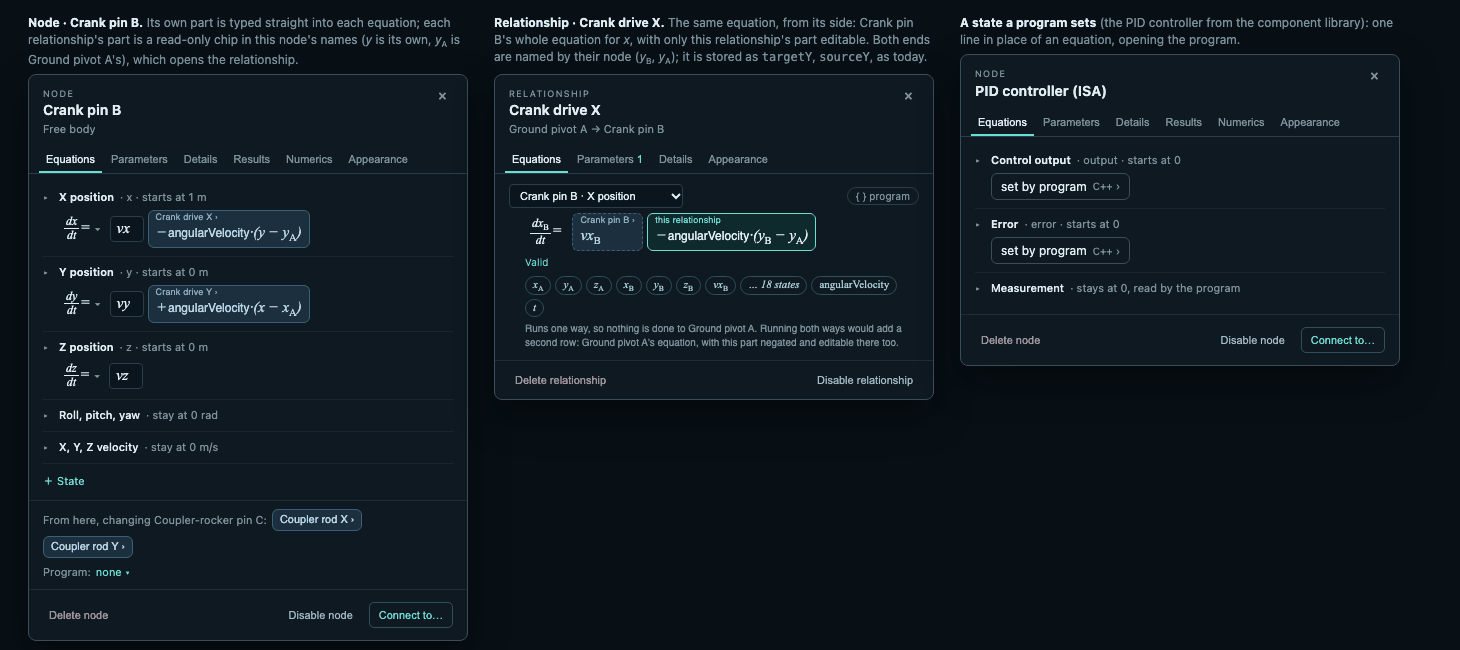 Node · Crank pin B. Its own part is typed straight into each equation; each
relationship's part is a read-only chip in this node's names (y is its own, yA is
Ground pivot A's), which opens the relationship.
NODE
Crank pin B
×
Free body
Equations Parameters Details Results Numerics Appearance
▸ X position · x · starts at 1 m
dx/dt = vx
Crank drive X ›
−angularVelocity·(y − yA)
▸ Y position · y · starts at 0 m
dy/dt = vy
Crank drive Y ›
+angularVelocity·(x − xA)
▸ Z position · z · starts at 0 m
dz/dt = vz
▸ Roll, pitch, yaw · stay at 0 rad
▸ X, Y, Z velocity · stay at 0 m/s
+ State
From here, changing Coupler-rocker pin C: Coupler rod X ›
Coupler rod Y ›
Program: none ▾
Delete node Disable node Connect to…
Relationship · Crank drive X. The same equation, from its side: Crank pin
B's whole equation for x, with only this relationship's part editable. Both ends
are named by their node (yB, yA); it is stored as targetY, sourceY, as today.
RELATIONSHIP
Crank drive X
×
Ground pivot A → Crank pin B
Equations Parameters 1 Details Appearance
Crank pin B · X position { } program
dxB/dt =
Crank pin B ›
vxB
this relationship
−angularVelocity·(yB − yA)
Valid
xA yA zA xB yB zB vxB … 18 states angularVelocity
t
Runs one way, so nothing is done to Ground pivot A. Running both ways would add a
second row: Ground pivot A's equation, with this part negated and editable there too.
Delete relationship Disable relationship
A state a program sets (the PID controller from the component library): one
line in place of an equation, opening the program.
NODE
PID controller (ISA)
×
Equations Parameters Details Results Numerics Appearance
▸ Control output · output · starts at 0
set by program C++ ›
▸ Error · error · starts at 0
set by program C++ ›
▸ Measurement · stays at 0, read by the program
Delete node Disable node Connect to…